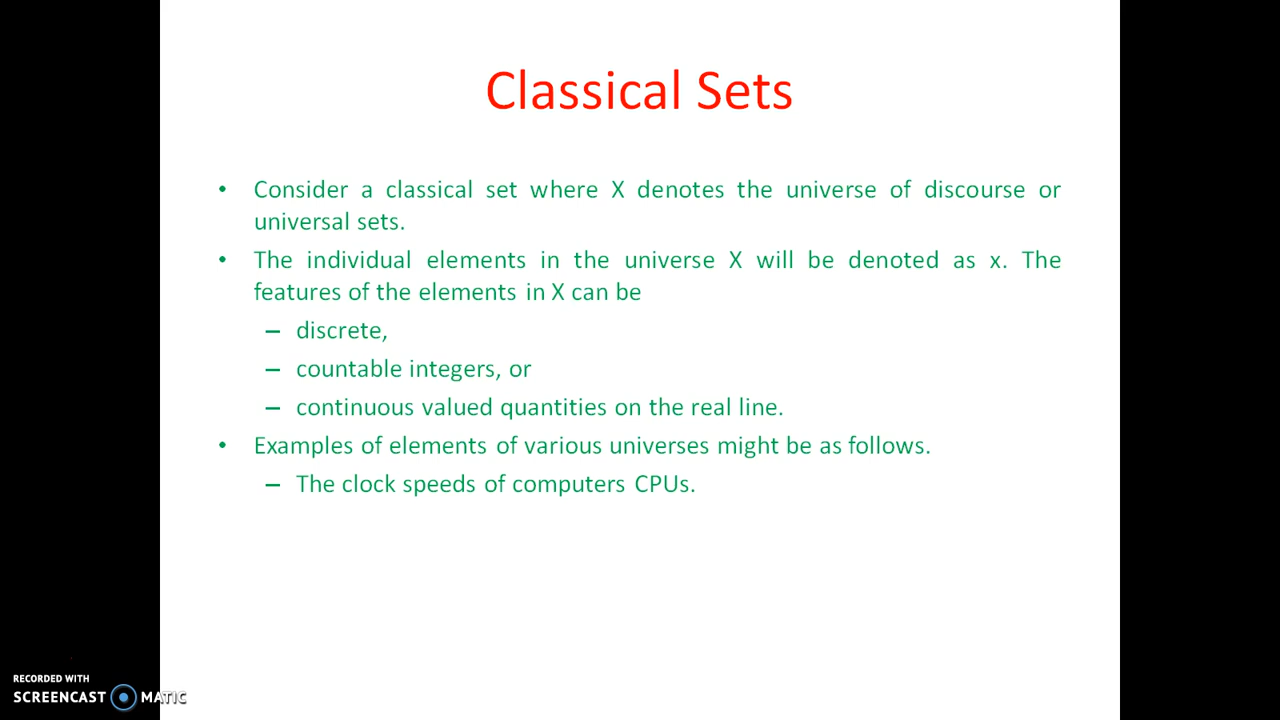 Classical Sets
• Consider a classical set where X denotes the universe of discourse or
universal sets.
• The individual elements in the universe X will be denoted as x. The
features of the elements in X can be
– discrete,
– countable integers, or
– continuous valued quantities on the real line.
• Examples of elements of various universes might be as follows.
– The clock speeds of computers CPUs.
RECORDED WITH
SCREENCAST MATIC